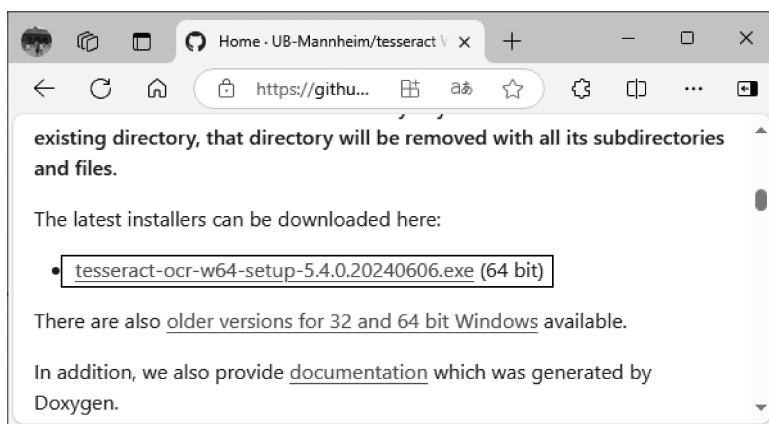 Home · UB-Mannheim/tesseract
https://githu...
aあ
existing directory, that directory will be removed with all its subdirectories
and files.
The latest installers can be downloaded here:
• tesseract-ocr-w64-setup-5.4.0.20240606.exe (64 bit)
There are also older versions for 32 and 64 bit Windows available.
In addition, we also provide documentation which was generated by
Doxygen.